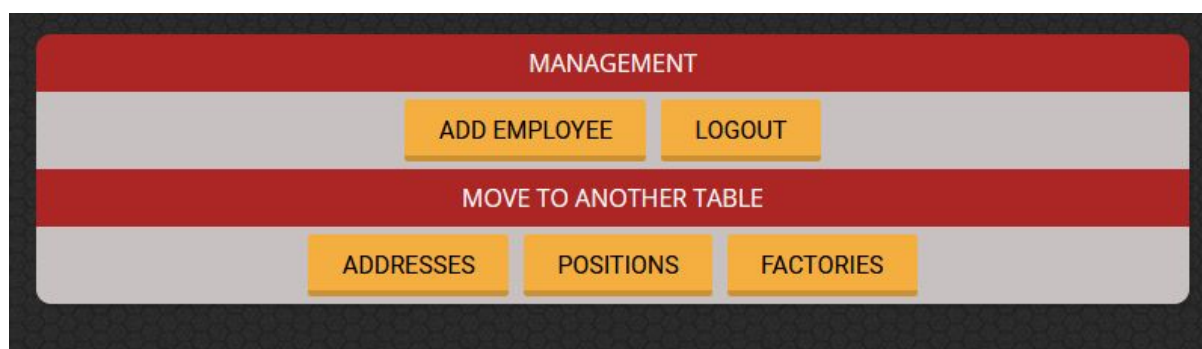 MANAGEMENT
ADD EMPLOYEE LOGOUT
MOVE TO ANOTHER TABLE
ADDRESSES POSITIONS FACTORIES